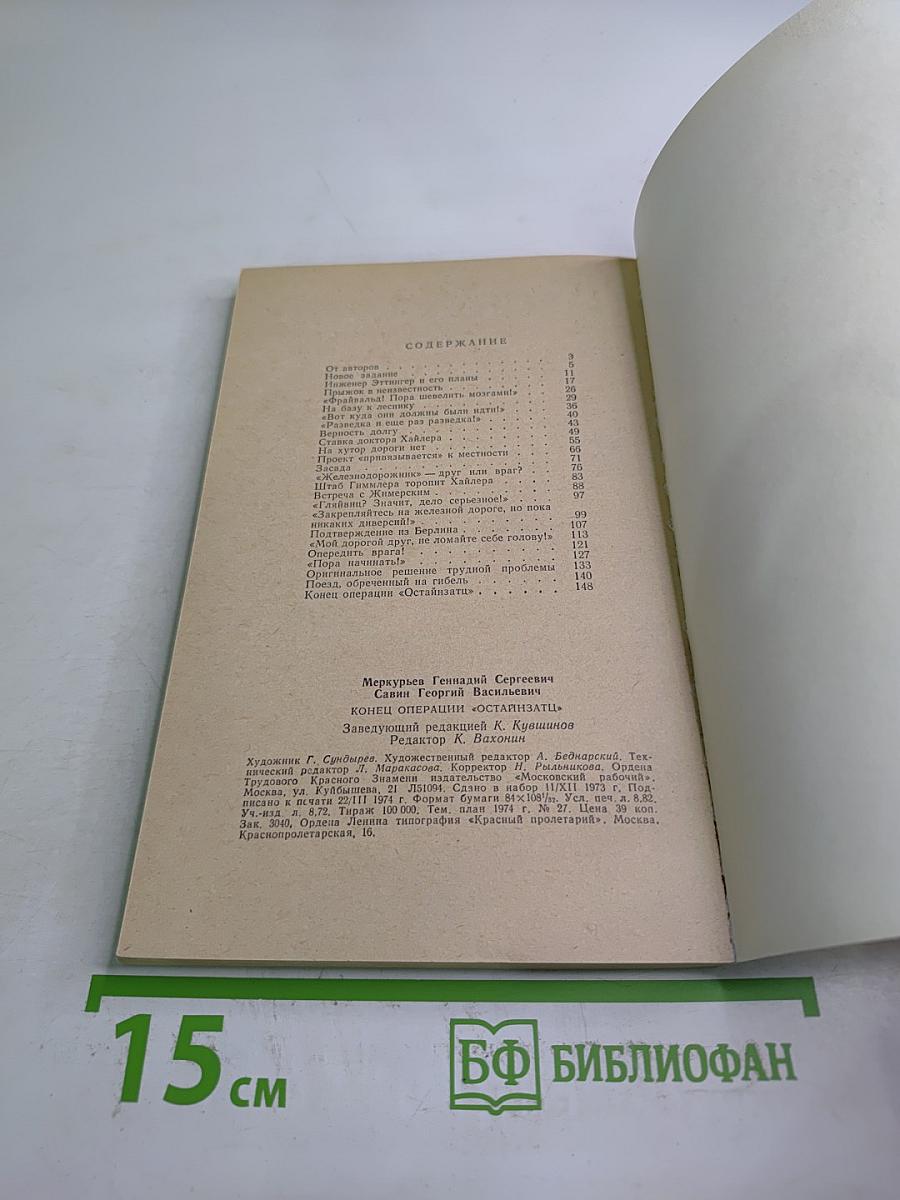 СОДЕРЖАНИЕ
От авторов . . . . . . . . . . . 3
Новое задание . . . . . . . . . . 5
Инженер Эттингер и его планы . . . . . 11
Прыжок в неизвестность . . . . . . . 17
«Фрайвальд! Пора шевелить мозгами!» . . 26
На базу к леснику . . . . . . . . . 29
«Вот куда они должны были идти!» . . . 36
«Разведка и еще раз разведка!» . . . . 40
Верность долгу . . . . . . . . . . 43
Ставка доктора Хайлера . . . . . . . 49
На хутор дороги нет . . . . . . . . 55
Проект «привязывается» к местности . . 66
Засада . . . . . . . . . . . . 71
«Железнодорожник» — друг или враг? . . 76
Штаб Гиммлера торопит Хайлера . . . . 83
Встреча с Жимерским . . . . . . . . 88
«Гляйвиц? Значит, дело серьезное!» . . . 97
«Закрепляйтесь на железной дороге, но пока
никаких диверсий!» . . . . . . . . 99
Подтверждение из Берлина . . . . . . 107
«Мой дорогой друг, не ломайте себе голову!» 113
Опередить врага! . . . . . . . . . 121
«Пора начинать!» . . . . . . . . . 127
Оригинальное решение трудной проблемы 133
Поезд, обреченный на гибель . . . . . 140
Конец операции «Остайнзатц» . . . . . . 148
Меркурьев Геннадий Сергеевич
Савин Георгий Васильевич
КОНЕЦ ОПЕРАЦИИ «ОСТАЙНЗАТЦ»
Заведующий редакцией К. Кувшинов
Редактор К. Вахонин
Художник Г. Сундырев. Художественный редактор А. Беднарский. Тех-
нический редактор Л. Маракасова. Корректор Н. Рыльникова. Ордена
Трудового Красного Знамени издательство «Московский рабочий».
Москва, ул. Куйбышева, 21 Л51094. Сдано в набор 11/XII 1973 г. Под-
писано к печати 22/III 1974 г. Формат бумаги 84×108¹/₃₂. Усл. печ. л. 8,82.
Уч.-изд л. 8,72. Тираж 100 000. Тем. план 1974 г. № 27. Цена 39 коп.
Зак. 3040, Ордена Ленина типография «Красный пролетарий». Москва,
Краснопролетарская, 16.
15 см
БФ БИБЛИОФАН